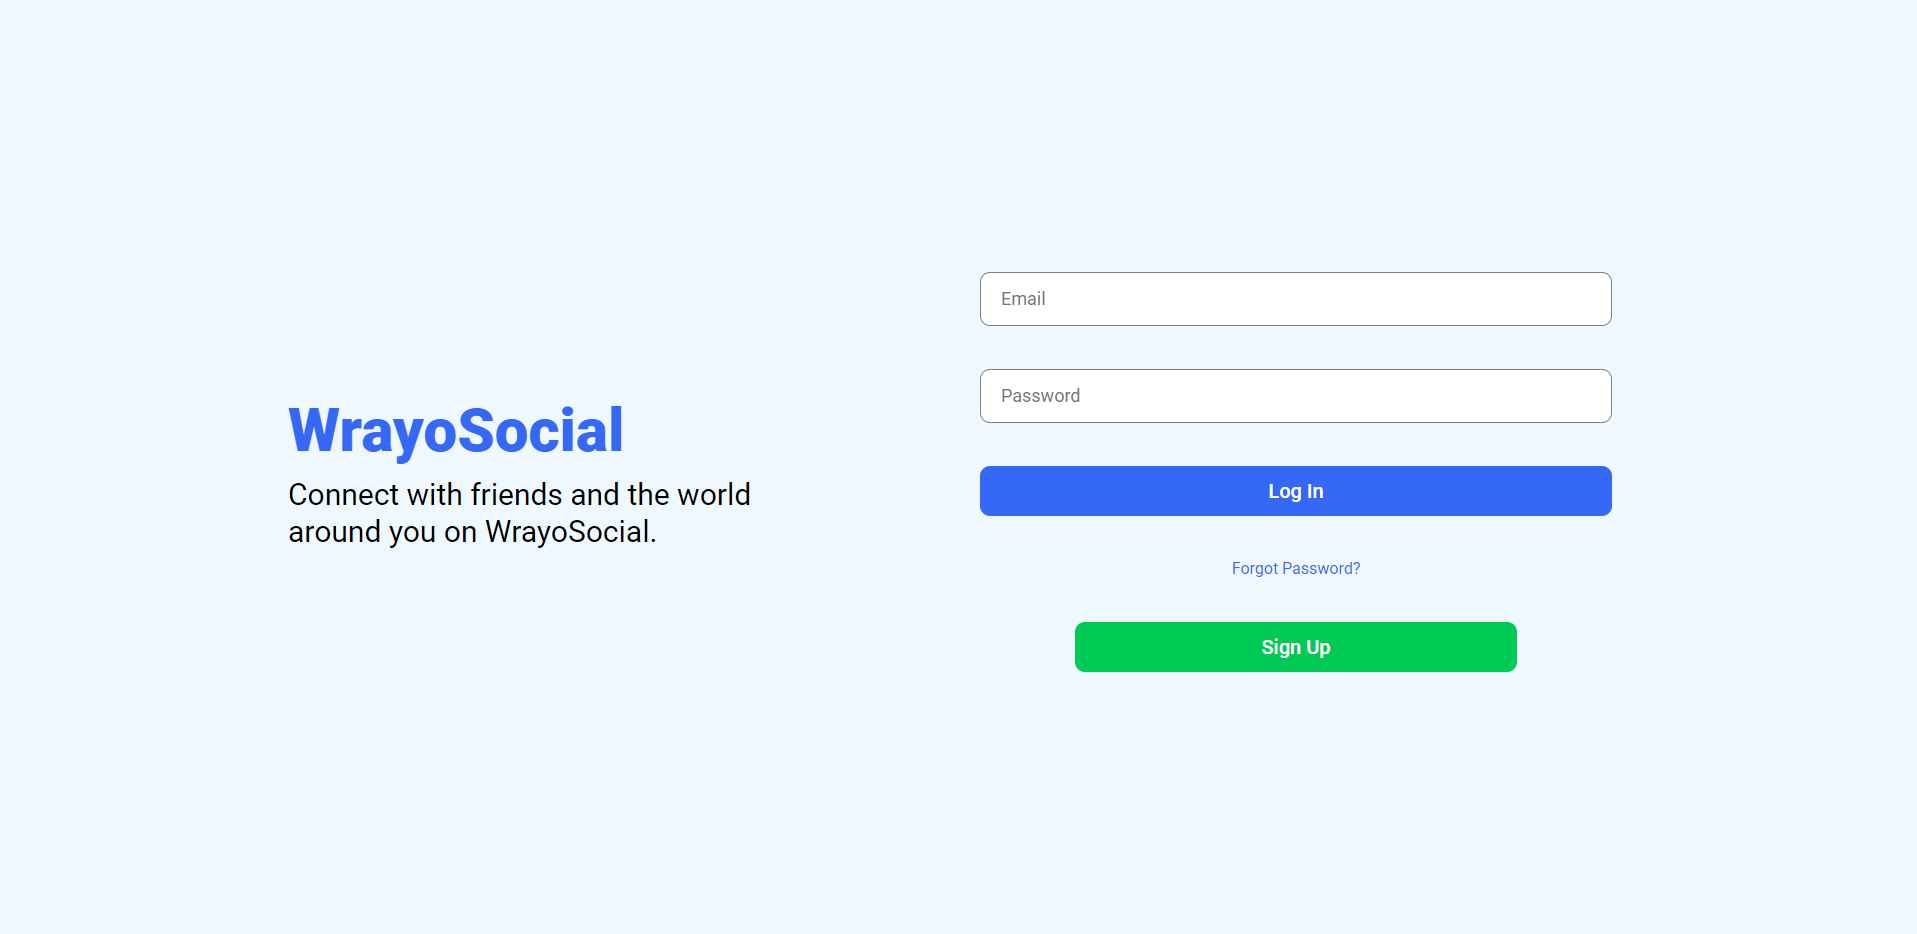 WrayoSocial
Connect with friends and the world
around you on WrayoSocial.
Email
Password
Log In
Forgot Password?
Sign Up